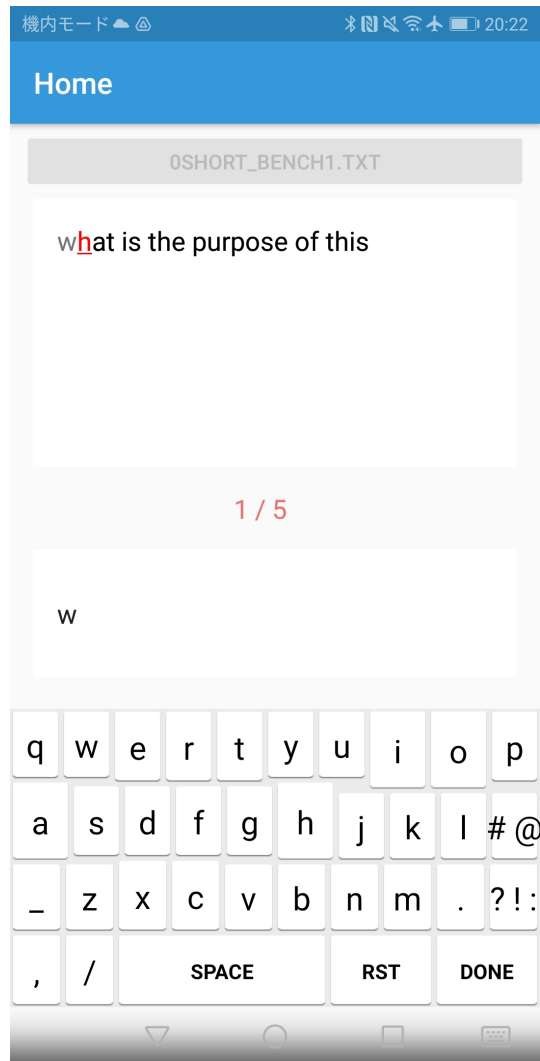 機内モード 20:22
Home
0SHORT_BENCH1.TXT
what is the purpose of this
1 / 5
w
q w e r t y u i o p
a s d f g h j k l # @
_ z x c v b n m . ? ! :
, / SPACE RST DONE